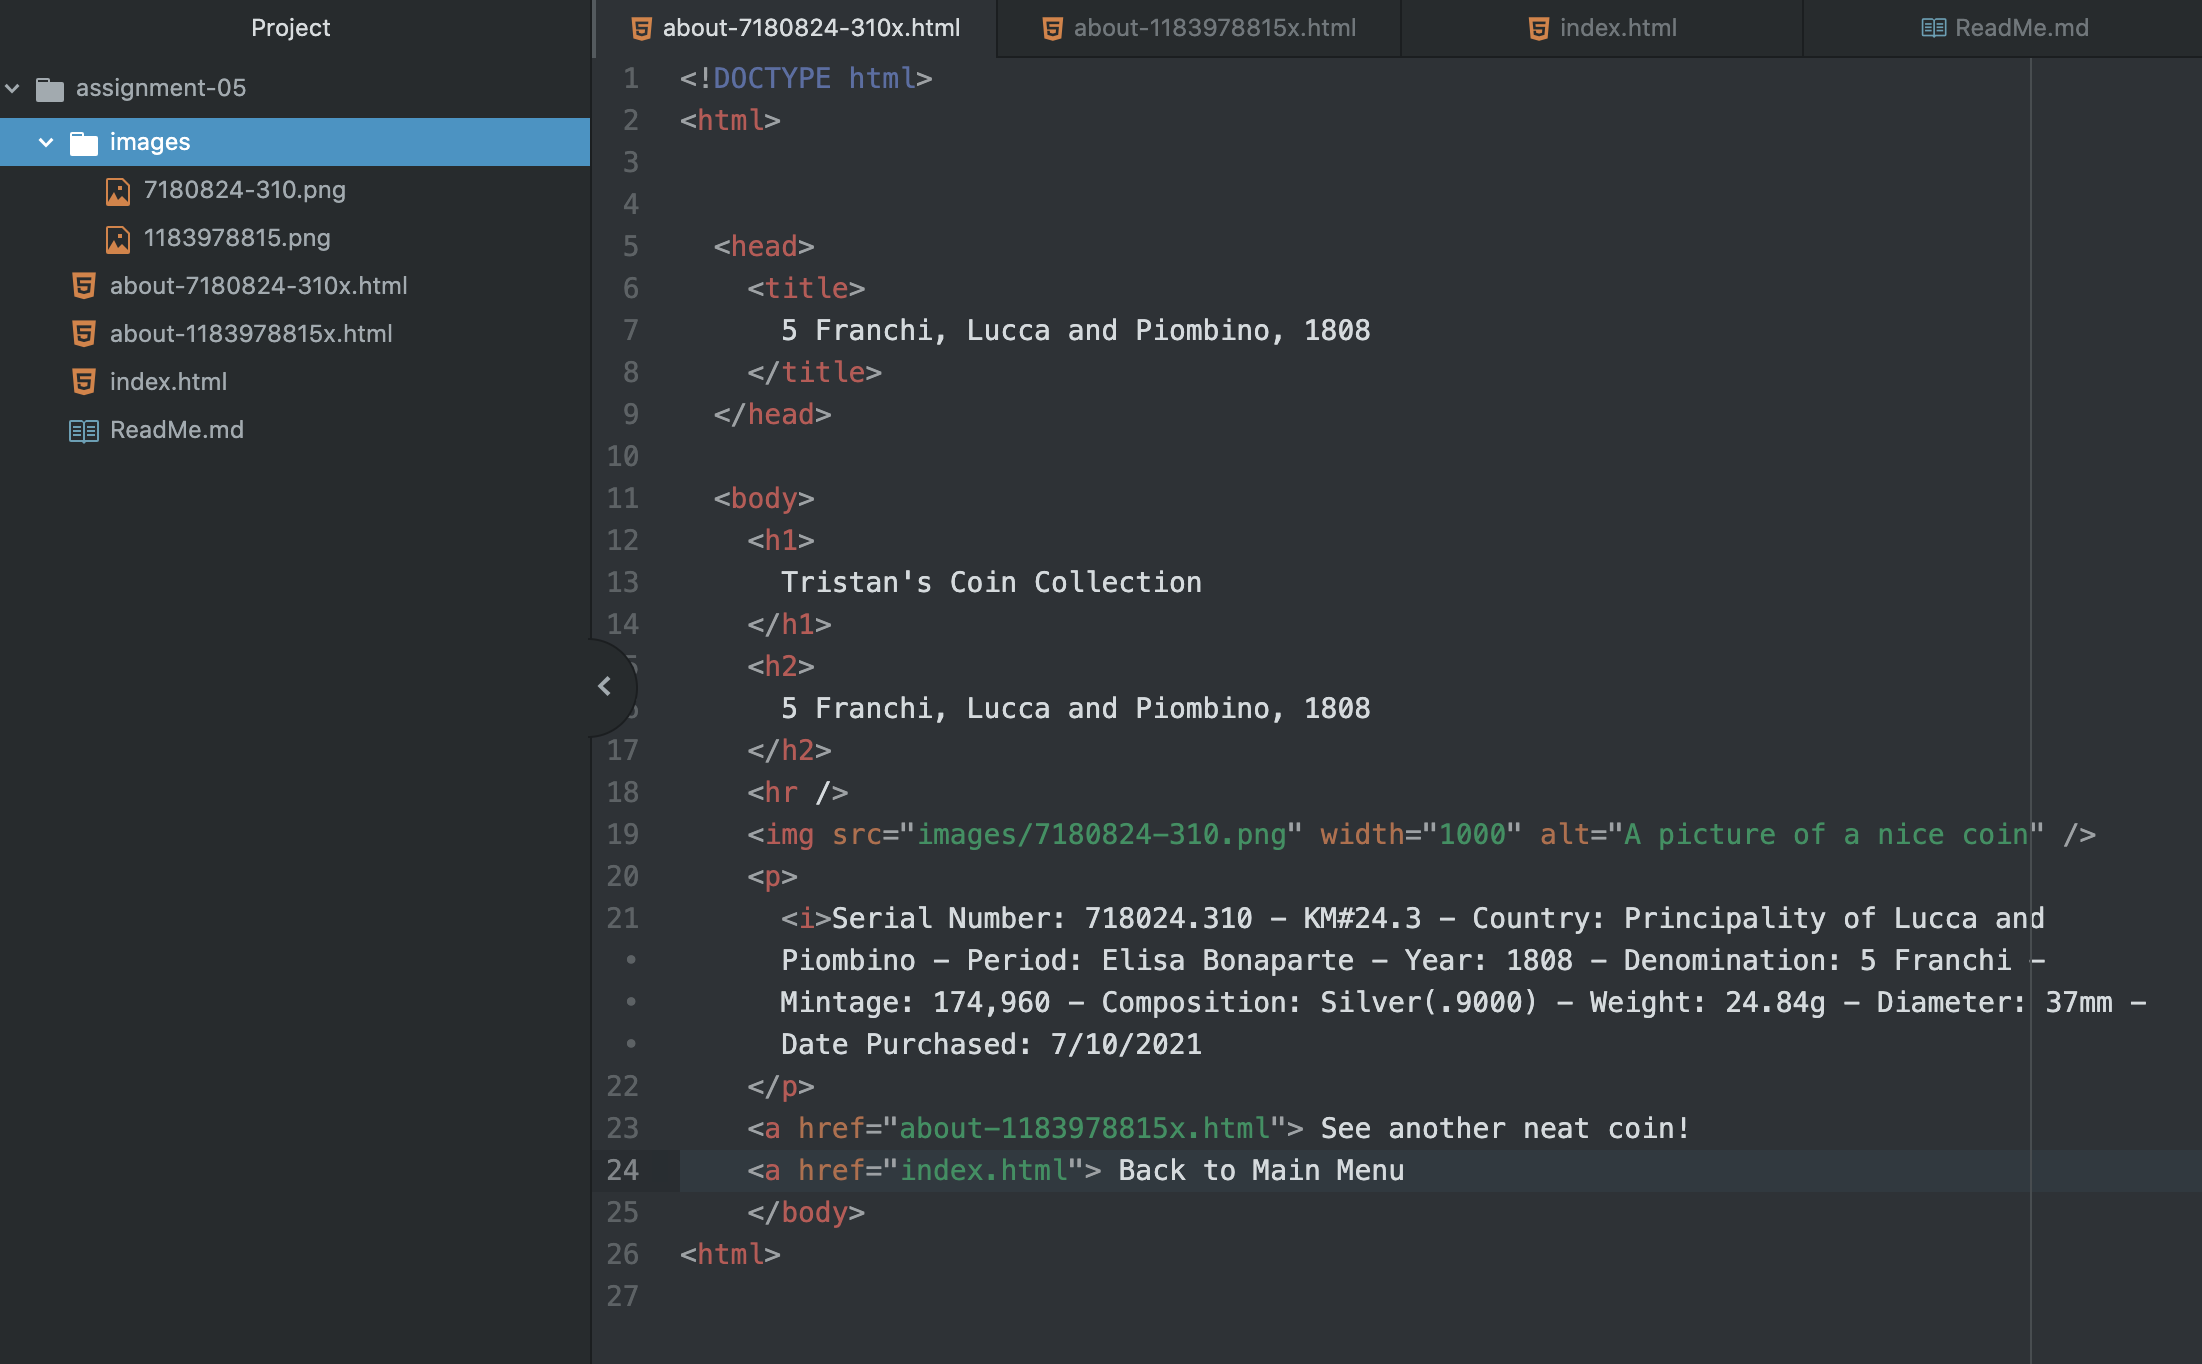 Project
assignment-05
images
7180824-310.png
1183978815.png
about-7180824-310x.html
about-1183978815x.html
index.html
ReadMe.md
about-7180824-310x.html
about-1183978815x.html
index.html
ReadMe.md
1 <!DOCTYPE html>
2 <html>
3
4
5 <head>
6 <title>
7 5 Franchi, Lucca and Piombino, 1808
8 </title>
9 </head>
10
11 <body>
12 <h1>
13 Tristan's Coin Collection
14 </h1>
<h2>
5 Franchi, Lucca and Piombino, 1808
17 </h2>
18 <hr />
19 <img src="images/7180824-310.png" width="1000" alt="A picture of a nice coin" />
20 <p>
21 <i>Serial Number: 718024.310 – KM#24.3 – Country: Principality of Lucca and
• Piombino – Period: Elisa Bonaparte – Year: 1808 – Denomination: 5 Franchi –
• Mintage: 174,960 – Composition: Silver(.9000) – Weight: 24.84g – Diameter: 37mm –
• Date Purchased: 7/10/2021
22 </p>
23 <a href="about-1183978815x.html"> See another neat coin!
24 <a href="index.html"> Back to Main Menu
25 </body>
26 <html>
27